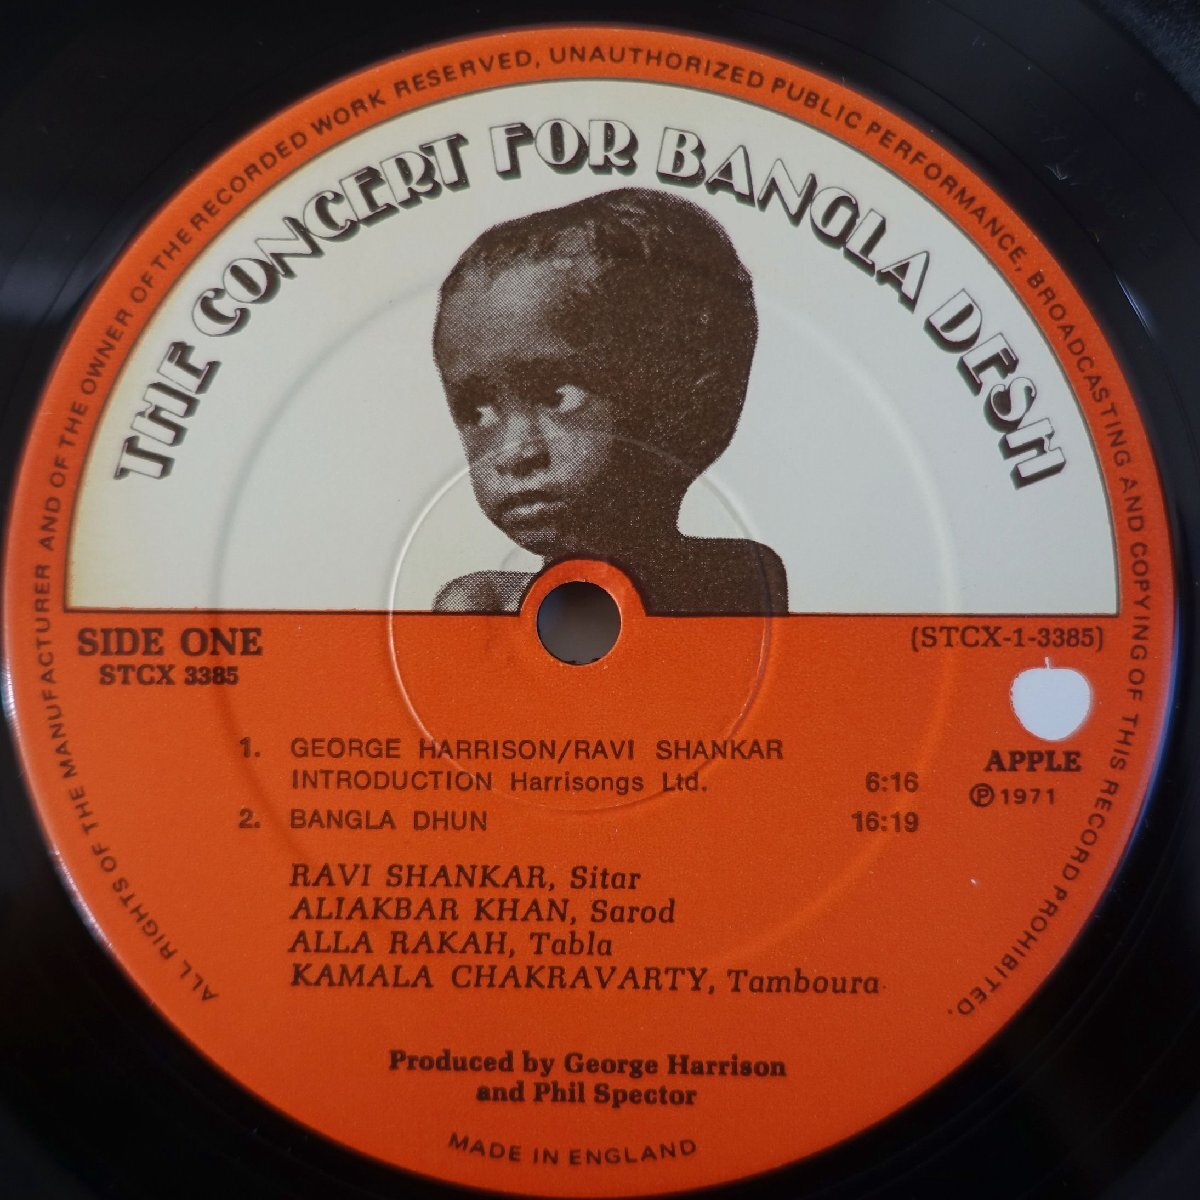 ALL RIGHTS OF THE MANUFACTURER AND OF THE OWNER OF THE RECORDED WORK RESERVED, UNAUTHORIZED PUBLIC PERFORMANCE, BROADCASTING AND COPYING OF THIS RECORD PROHIBITED.
THE CONCERT FOR BANGLA DESH
SIDE ONE
STCX 3385
(STCX-1-3385)
APPLE
℗ 1971
1. GEORGE HARRISON/RAVI SHANKAR
INTRODUCTION Harrisongs Ltd. 6:16
2. BANGLA DHUN 16:19
RAVI SHANKAR, Sitar
ALIAKBAR KHAN, Sarod
ALLA RAKAH, Tabla
KAMALA CHAKRAVARTY, Tamboura
Produced by George Harrison
and Phil Spector
MADE IN ENGLAND